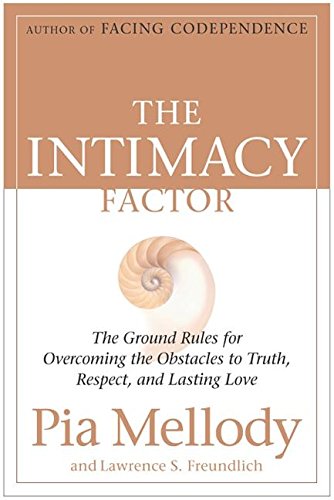 AUTHOR OF FACING CODEPENDENCE
THE
INTIMACY
FACTOR
The Ground Rules for
Overcoming the Obstacles to Truth,
Respect, and Lasting Love
Pia Mellody
and Lawrence S. Freundlich